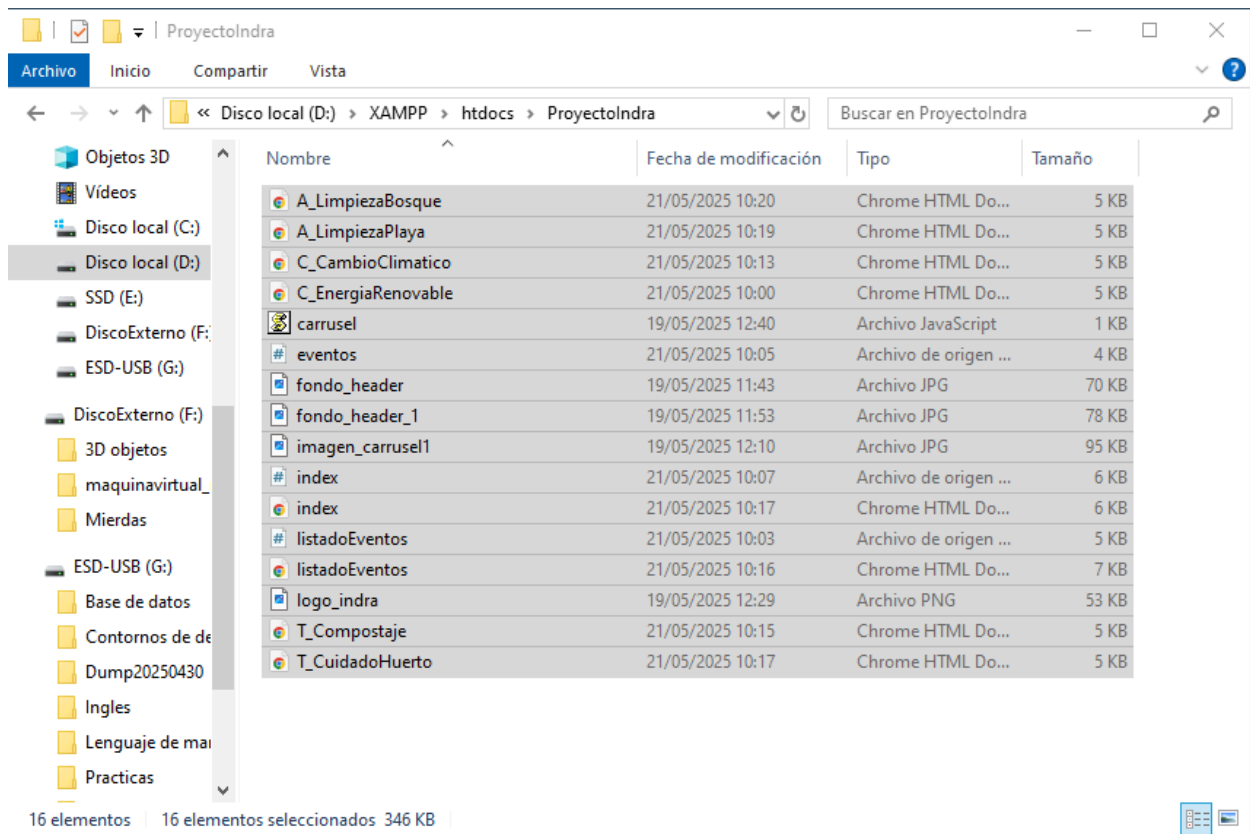 ProyectoIndra
Archivo Inicio Compartir Vista
« Disco local (D:) > XAMPP > htdocs > ProyectoIndra Buscar en ProyectoIndra
Objetos 3D
Vídeos
Disco local (C:)
Disco local (D:)
SSD (E:)
DiscoExterno (F:
ESD-USB (G:)
DiscoExterno (F:)
3D objetos
maquinavirtual_
Mierdas
ESD-USB (G:)
Base de datos
Contornos de de
Dump20250430
Ingles
Lenguaje de mar
Practicas
Nombre Fecha de modificación Tipo Tamaño
A_LimpiezaBosque 21/05/2025 10:20 Chrome HTML Do... 5 KB
A_LimpiezaPlaya 21/05/2025 10:19 Chrome HTML Do... 5 KB
C_CambioClimatico 21/05/2025 10:13 Chrome HTML Do... 5 KB
C_EnergiaRenovable 21/05/2025 10:00 Chrome HTML Do... 5 KB
carrusel 19/05/2025 12:40 Archivo JavaScript 1 KB
eventos 21/05/2025 10:05 Archivo de origen ... 4 KB
fondo_header 19/05/2025 11:43 Archivo JPG 70 KB
fondo_header_1 19/05/2025 11:53 Archivo JPG 78 KB
imagen_carrusel1 19/05/2025 12:10 Archivo JPG 95 KB
index 21/05/2025 10:07 Archivo de origen ... 6 KB
index 21/05/2025 10:17 Chrome HTML Do... 6 KB
listadoEventos 21/05/2025 10:03 Archivo de origen ... 5 KB
listadoEventos 21/05/2025 10:16 Chrome HTML Do... 7 KB
logo_indra 19/05/2025 12:29 Archivo PNG 53 KB
T_Compostaje 21/05/2025 10:15 Chrome HTML Do... 5 KB
T_CuidadoHuerto 21/05/2025 10:17 Chrome HTML Do... 5 KB
16 elementos 16 elementos seleccionados 346 KB